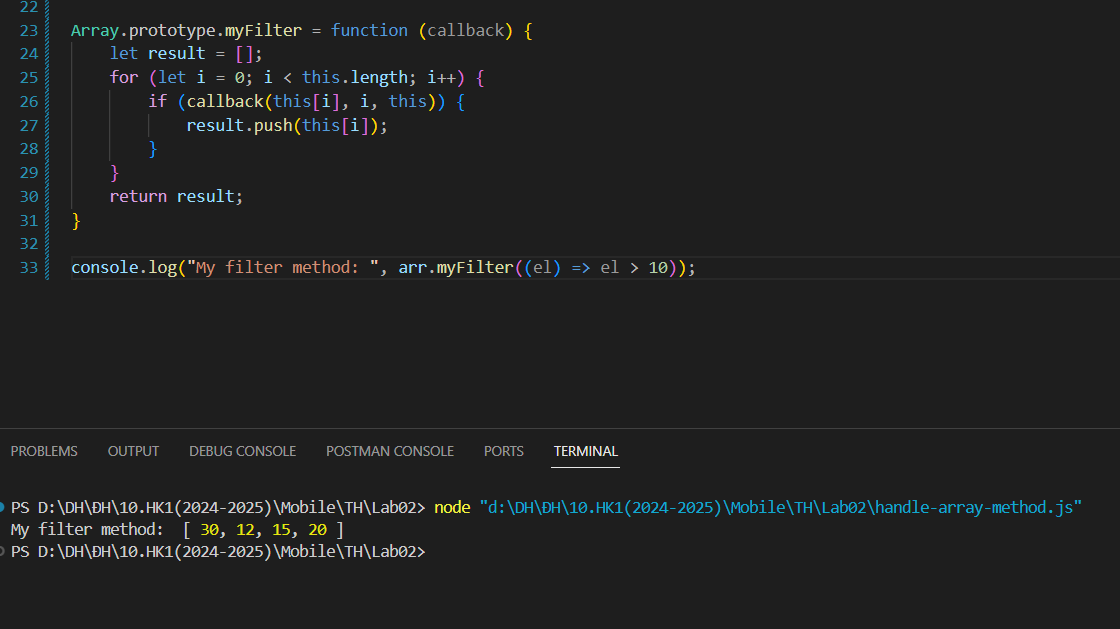 22
23 Array.prototype.myFilter = function (callback) {
24 let result = [];
25 for (let i = 0; i < this.length; i++) {
26 if (callback(this[i], i, this)) {
27 result.push(this[i]);
28 }
29 }
30 return result;
31 }
32
33 console.log("My filter method: ", arr.myFilter((el) => el > 10));
PROBLEMS OUTPUT DEBUG CONSOLE POSTMAN CONSOLE PORTS TERMINAL
PS D:\DH\ĐH\10.HK1(2024-2025)\Mobile\TH\Lab02> node "d:\DH\ĐH\10.HK1(2024-2025)\Mobile\TH\Lab02\handle-array-method.js"
My filter method:  [ 30, 12, 15, 20 ]
PS D:\DH\ĐH\10.HK1(2024-2025)\Mobile\TH\Lab02>